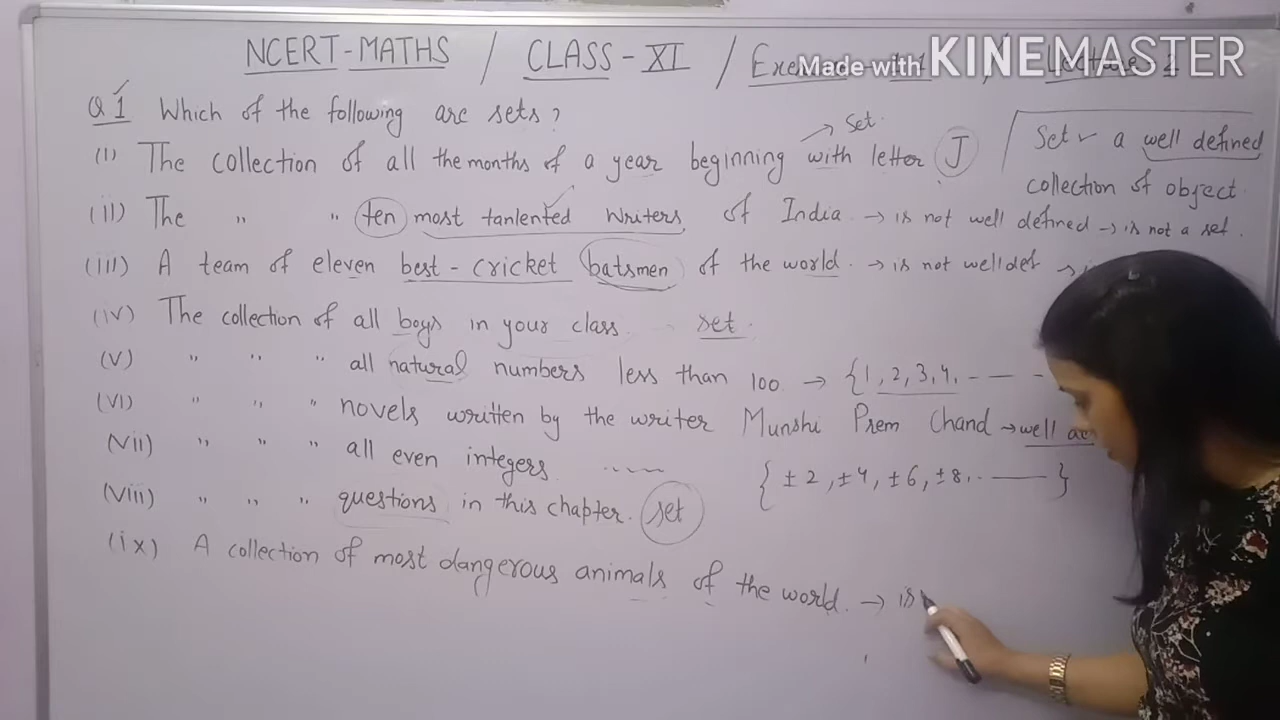 NCERT-MATHS / CLASS-XI /
Made with KINEMASTER
Q1 Which of the following are sets?
(I) The collection of all the months of a year beginning with letter J → Set.
Set → a well defined
collection of object
(II) The " " ten most tanlented writers of India → is not well defined → is not a set.
(III) A team of eleven best-cricket batsmen of the world. → is not well def →
(IV) The collection of all boys in your class set.
(V) " " " all natural numbers less than 100 → {1, 2, 3, 4, - — -
(VI) " " " novels written by the writer Munshi Prem Chand → well
(VII) " " " all even integers ..... { ±2, ±4, ±6, ±8, .. —— }
(VIII) " " " questions in this chapter. set
(ix) A collection of most dangerous animals of the world. → is